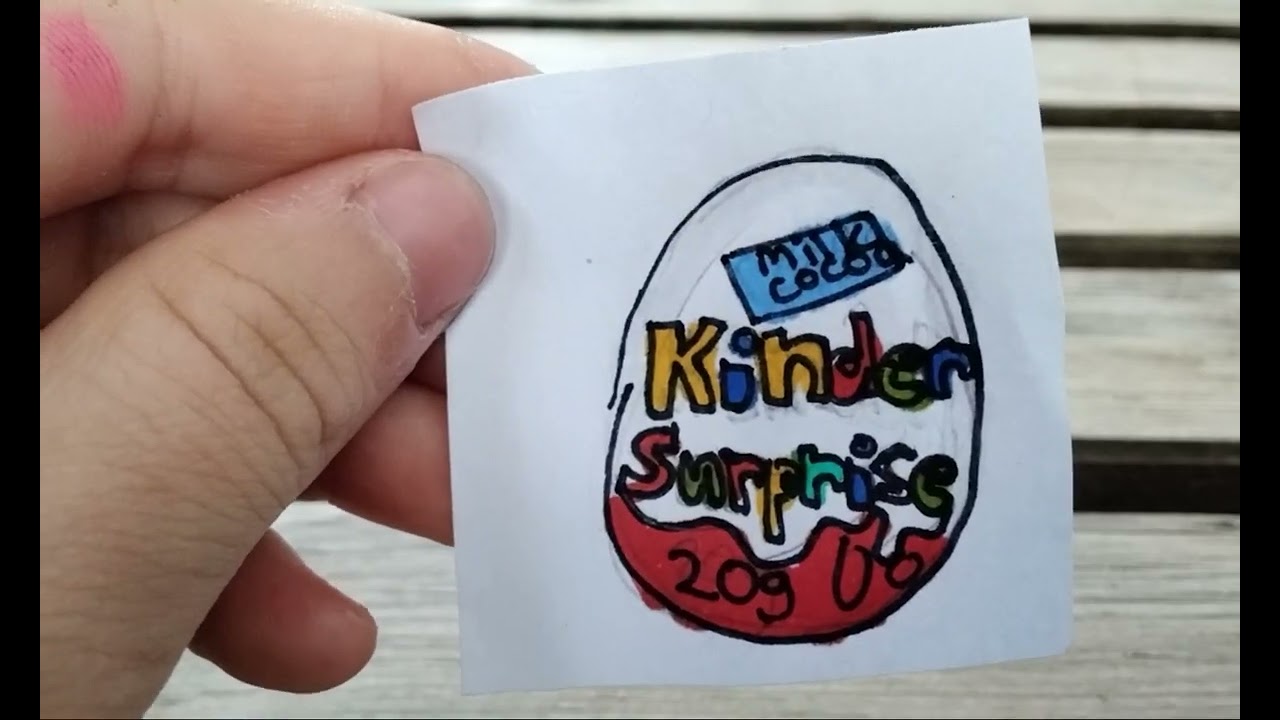 Milk
cocoa
Kinder
Surprise
20g